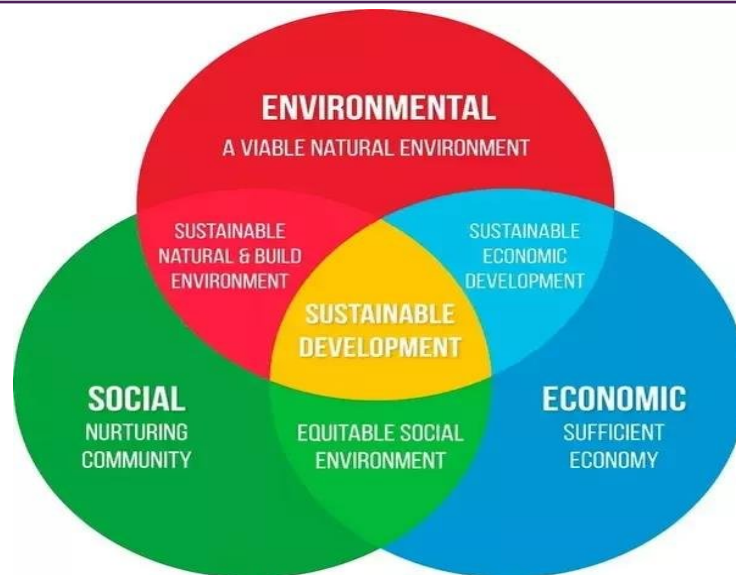 ENVIRONMENTAL
A VIABLE NATURAL ENVIRONMENT
SUSTAINABLE
NATURAL & BUILD
ENVIRONMENT
SUSTAINABLE
ECONOMIC
DEVELOPMENT
SUSTAINABLE
DEVELOPMENT
SOCIAL
NURTURING
COMMUNITY
EQUITABLE SOCIAL
ENVIRONMENT
ECONOMIC
SUFFICIENT
ECONOMY